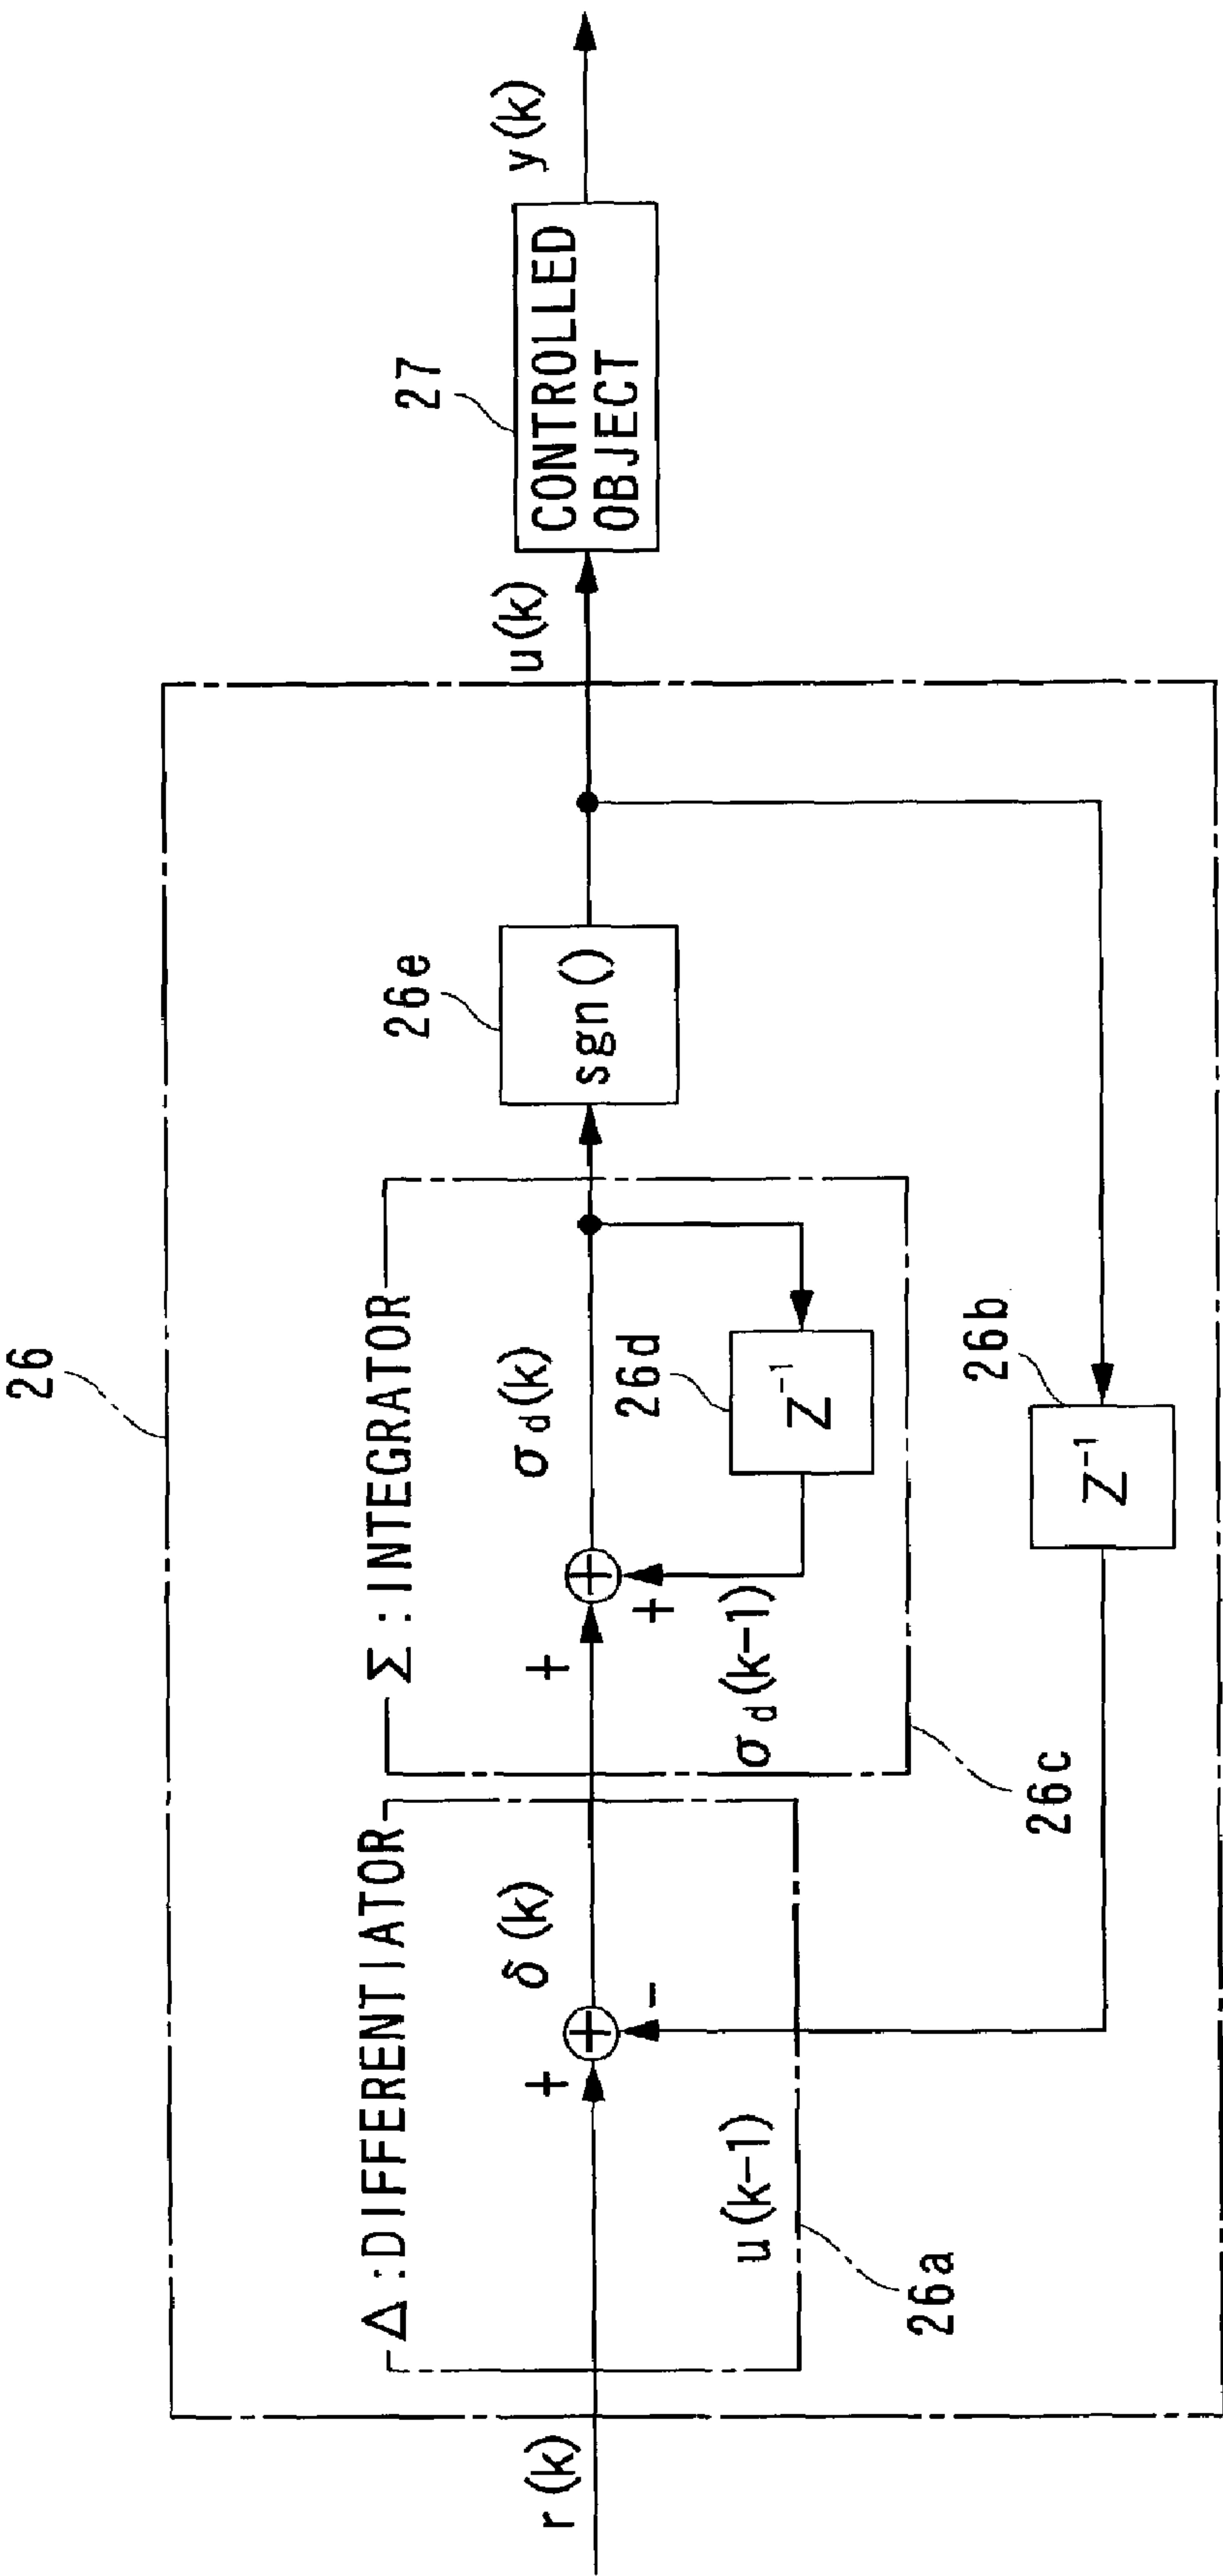 26
Δ:DIFFERENTIATOR
Σ:INTEGRATOR
26e
27
r(k)
+
δ(k)
+
σd(k)
sgn()
u(k)
CONTROLLED
OBJECT
y(k)
-
+
26d
u(k-1)
σd(k-1)
Z-1
26a
26c
26b
Z-1